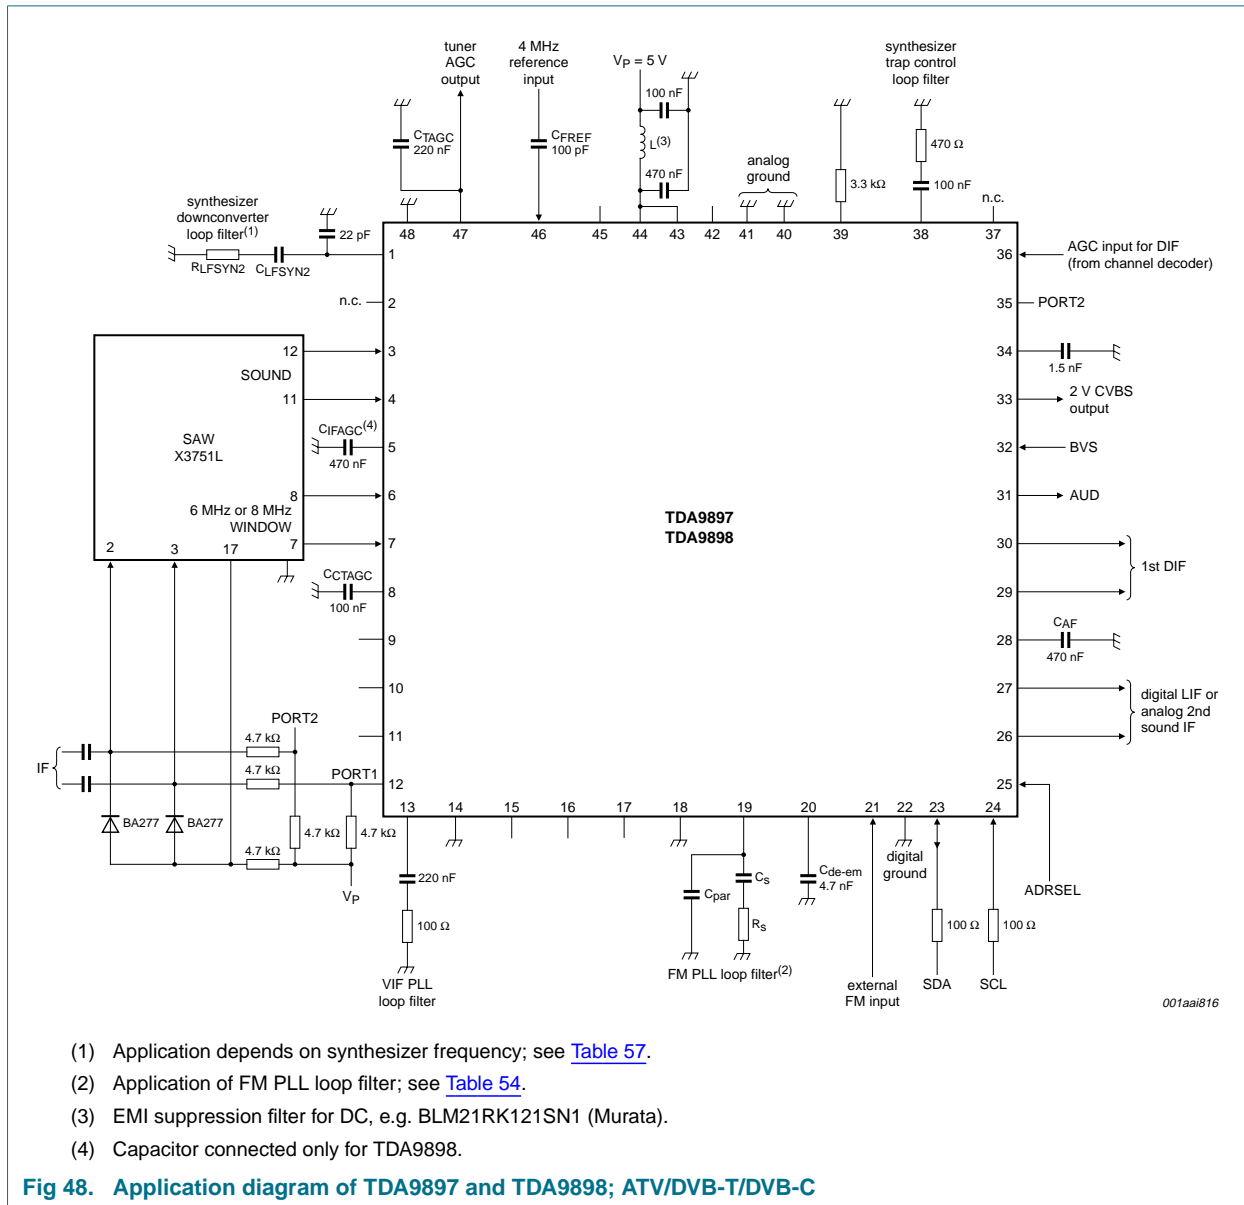 tuner
AGC
output
4 MHz
reference
input
VP = 5 V
synthesizer
trap control
loop filter
100 nF
CTAGC
220 nF
CFREF
100 pF
L(3)
470 nF
analog
ground
3.3 kΩ
470 Ω
100 nF
n.c.
synthesizer
downconverter
loop filter(1)
22 pF
RLFSYN2
CLFSYN2
48
47
46
45
44
43
42
41
40
39
38
37
1
n.c.
2
12
3
SOUND
11
4
SAW
X3751L
CIFAGC(4)
470 nF
5
8
6
6 MHz or 8 MHz
WINDOW
7
7
2
3
17
CCTAGC
100 nF
8
9
10
11
PORT2
4.7 kΩ
IF
4.7 kΩ
PORT1
12
BA277
BA277
4.7 kΩ
4.7 kΩ
4.7 kΩ
VP
TDA9897
TDA9898
36
AGC input for DIF
(from channel decoder)
35
PORT2
34
1.5 nF
33
2 V CVBS
output
32
BVS
31
AUD
30
1st DIF
29
28
CAF
470 nF
27
digital LIF or
analog 2nd
sound IF
26
25
13
14
15
16
17
18
19
20
21
22
23
24
220 nF
100 Ω
VIF PLL
loop filter
Cpar
Cs
Rs
FM PLL loop filter(2)
Cde-em
4.7 nF
digital
ground
external
FM input
100 Ω
SDA
100 Ω
SCL
ADRSEL
001aai816
(1) Application depends on synthesizer frequency; see Table 57.
(2) Application of FM PLL loop filter; see Table 54.
(3) EMI suppression filter for DC, e.g. BLM21RK121SN1 (Murata).
(4) Capacitor connected only for TDA9898.
Fig 48. Application diagram of TDA9897 and TDA9898; ATV/DVB-T/DVB-C